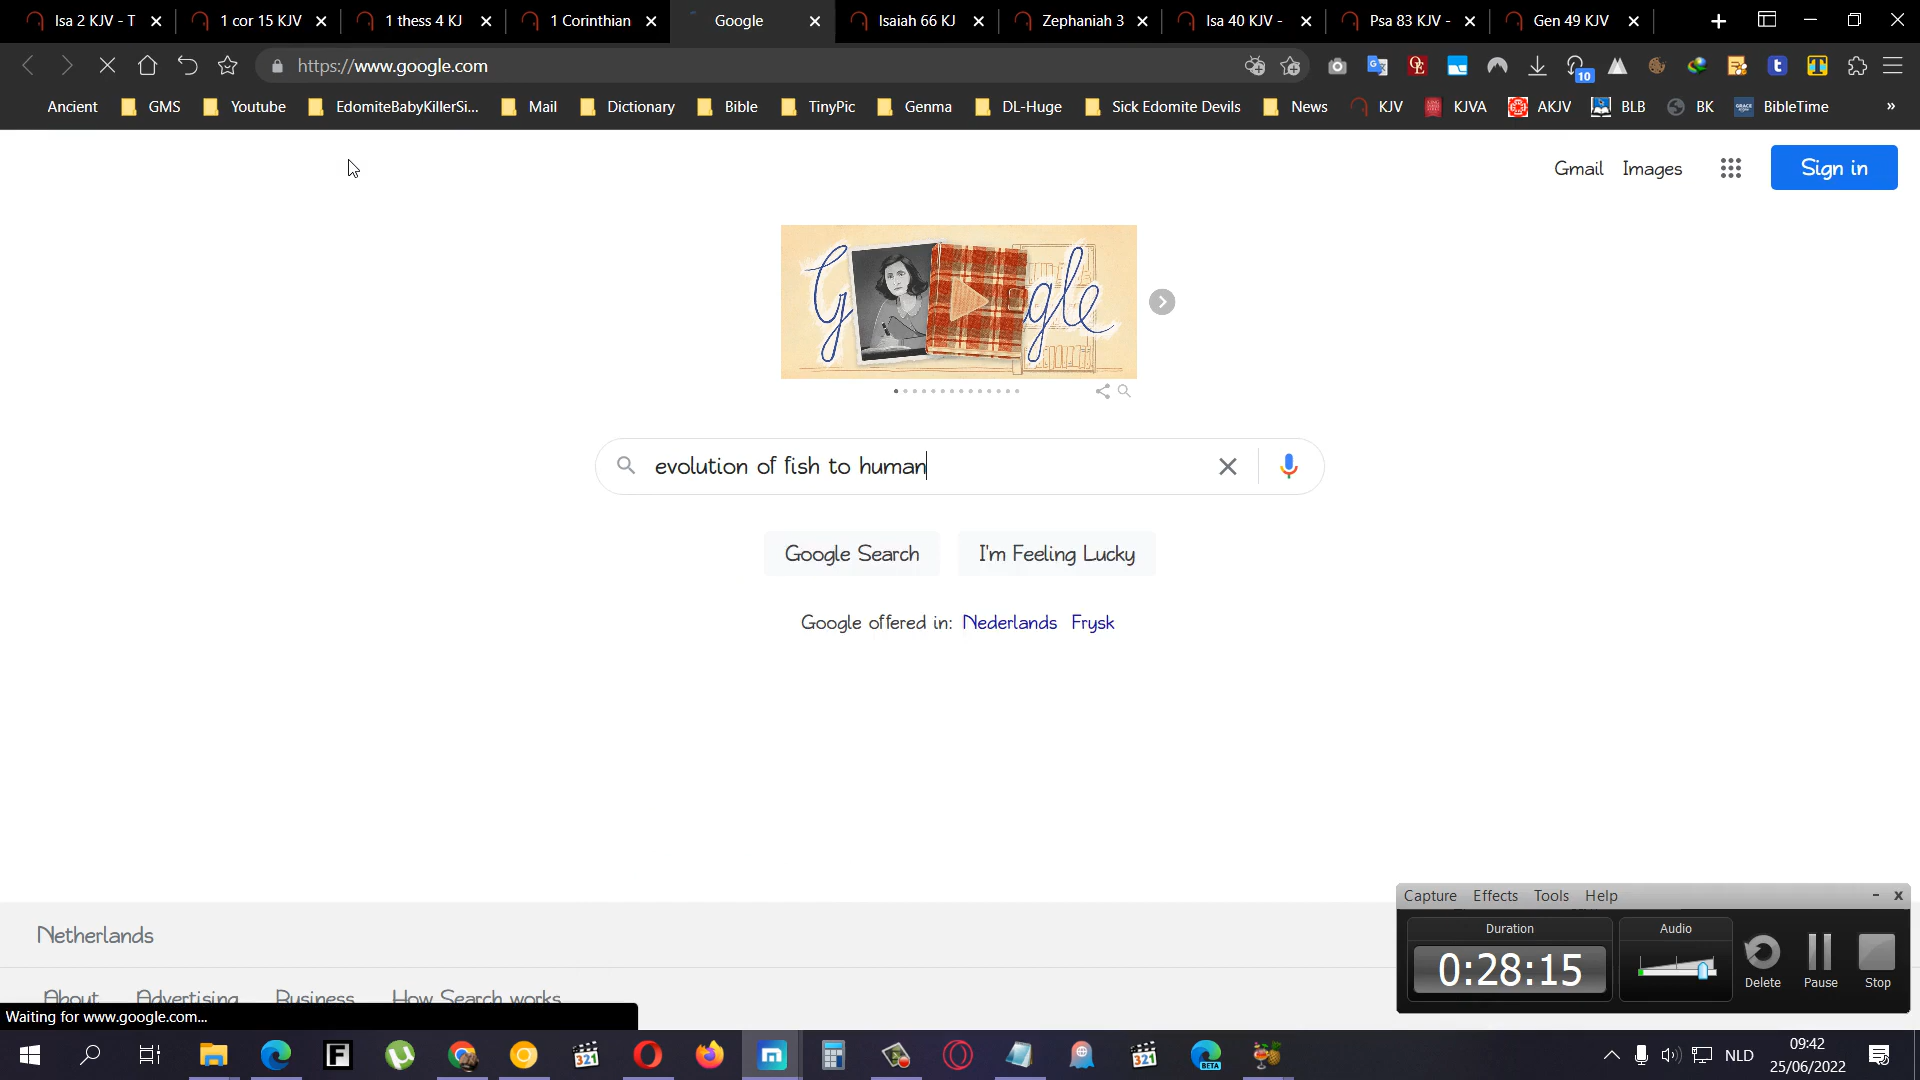 Isa 2 KJV - T
1 cor 15 KJV
1 thess 4 KJ
1 Corinthian
Google
Isaiah 66 KJ
Zephaniah 3
Isa 40 KJV -
Psa 83 KJV -
Gen 49 KJV
https://www.google.com
10
Ancient
GMS
Youtube
EdomiteBabyKillerSi...
Mail
Dictionary
Bible
TinyPic
Genma
DL-Huge
Sick Edomite Devils
News
KJV
KJVA
AKJV
BLB
BK
BibleTime
»
Gmail
Images
Sign in
Google
evolution of fish to human
Google Search
I'm Feeling Lucky
Google offered in: Nederlands Frysk
Netherlands
About
Advertising
Business
How Search works
Waiting for www.google.com...
Capture Effects Tools Help
Duration
0:28:15
Audio
Delete
Pause
Stop
NLD
09:42
25/06/2022